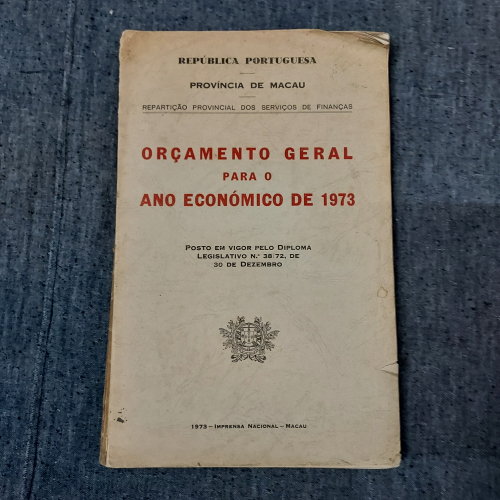 REPÚBLICA PORTUGUESA
PROVÍNCIA DE MACAU
REPARTIÇÃO PROVINCIAL DOS SERVIÇOS DE FINANÇAS
ORÇAMENTO GERAL
PARA O
ANO ECONÓMICO DE 1973
POSTO EM VIGOR PELO DIPLOMA
LEGISLATIVO N.º 38/72, DE
30 DE DEZEMBRO
1973 — IMPRENSA NACIONAL — MACAU